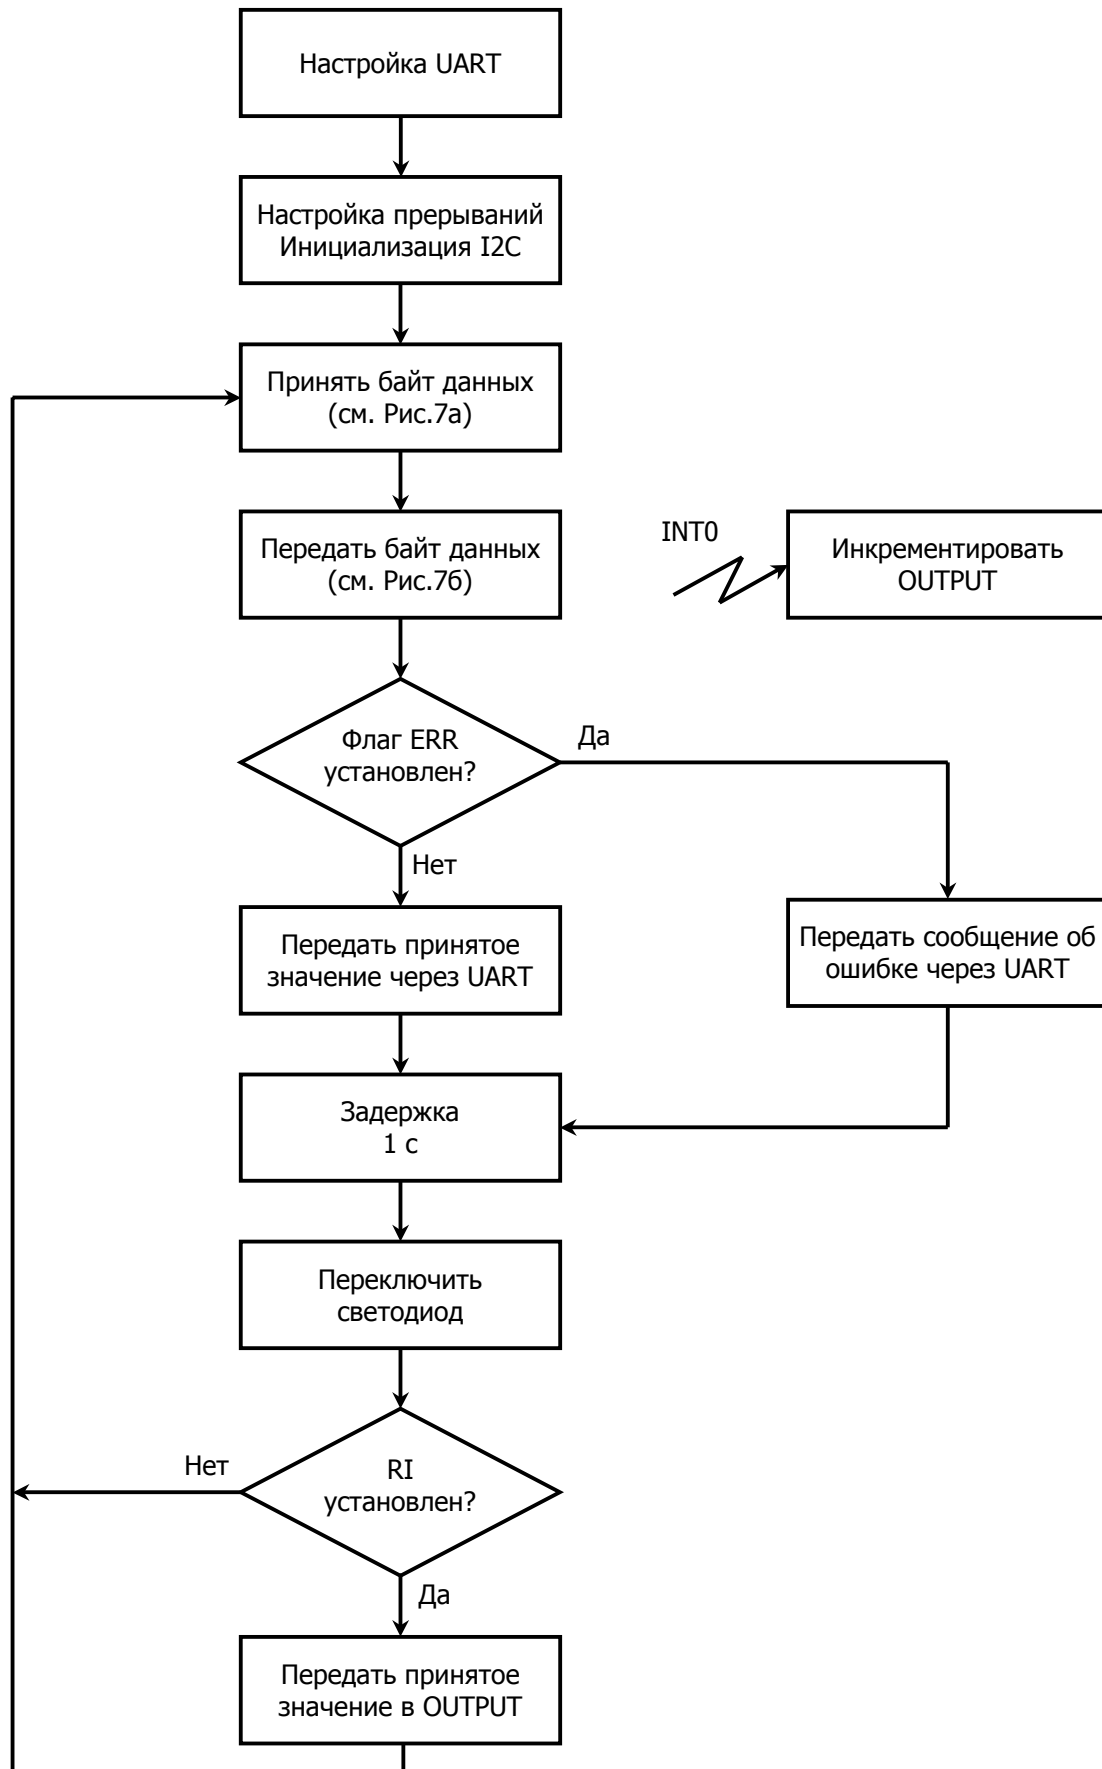 Настройка UART
Настройка прерываний
Инициализация I2C
Принять байт данных
(см. Рис.7а)
Передать байт данных
(см. Рис.7б)
INT0
Инкрементировать
OUTPUT
Флаг ERR
установлен?
Да
Нет
Передать принятое
значение через UART
Передать сообщение об
ошибке через UART
Задержка
1 с
Переключить
светодиод
Нет
RI
установлен?
Да
Передать принятое
значение в OUTPUT